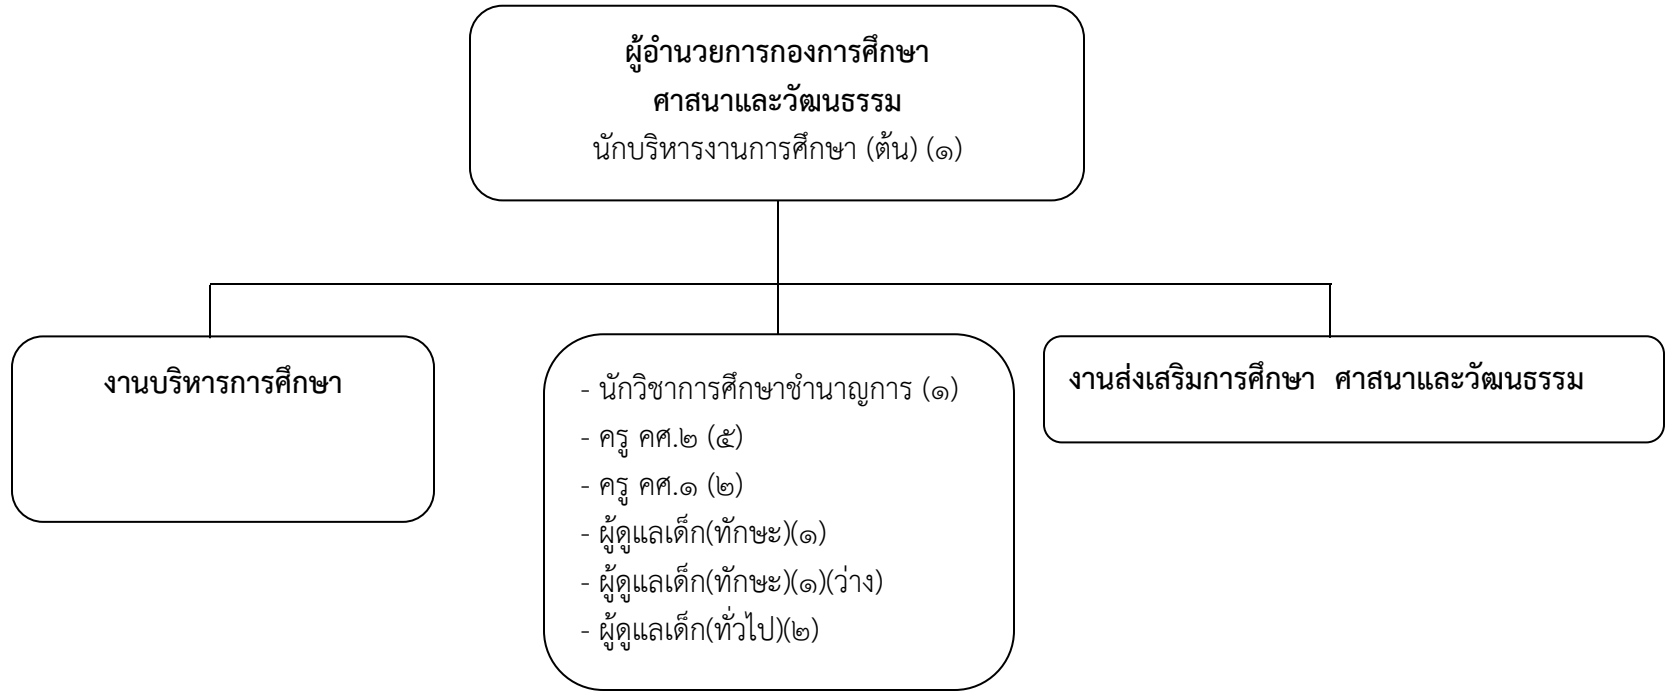 ผู้อำนวยการกองการศึกษา
ศาสนาและวัฒนธรรม
นักบริหารงานการศึกษา (ต้น) (๑)
งานบริหารการศึกษา
- นักวิชาการศึกษาชำนาญการ (๑)
- ครู คศ.๒ (๕)
- ครู คศ.๑ (๒)
- ผู้ดูแลเด็ก(ทักษะ)(๑)
- ผู้ดูแลเด็ก(ทักษะ)(๑)(ว่าง)
- ผู้ดูแลเด็ก(ทั่วไป)(๒)
งานส่งเสริมการศึกษา ศาสนาและวัฒนธรรม